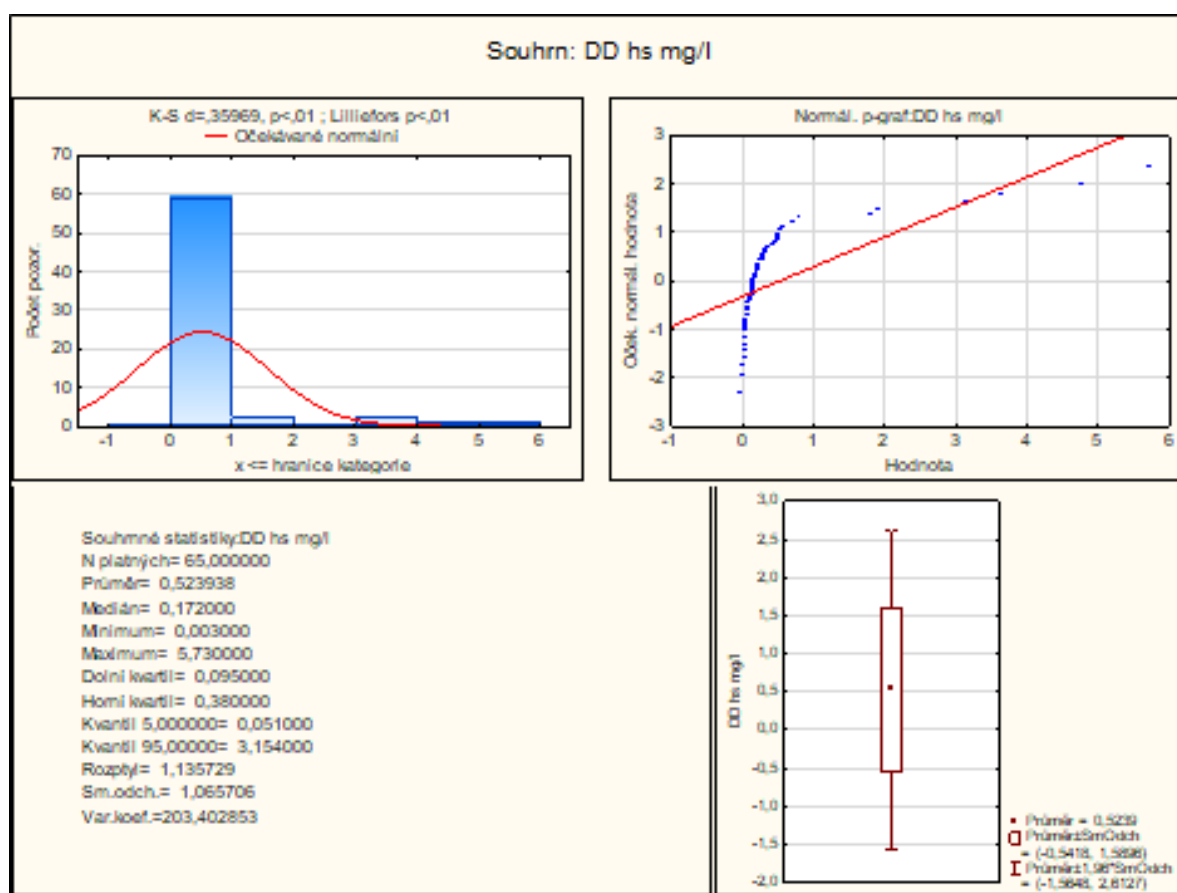 Souhrn: DD hs mg/l
K-S d=,35969, p<,01 ; Lilliefors p<,01
Očekávané normální
70
60
50
40
30
20
10
0
Počet pozor.
-1 0 1 2 3 4 5 6
x <= hranice kategorie
Normál. p-graf:DD hs mg/l
3
2
1
0
-1
-2
-3
Oček. normál. hodnota
-1 0 1 2 3 4 5 6
Hodnota
Souhrnné statistiky:DD hs mg/l
N platných= 65,000000
Průměr= 0,523938
Medián= 0,172000
Minimum= 0,003000
Maximum= 5,730000
Dolní kvartil= 0,095000
Horní kvartil= 0,380000
Kvantil 5,000000= 0,051000
Kvantil 95,00000= 3,154000
Rozptyl= 1,135729
Sm.odch.= 1,065706
Var.koef.=203,402853
3,0
2,5
2,0
1,5
1,0
0,5
0,0
-0,5
-1,0
-1,5
-2,0
DD hs mg/l
Průměr = 0,5239
Průměr±SmOdch
= (-0,5418, 1,5896)
Průměr±1,96*SmOdch
= (-1,5648, 2,6127)